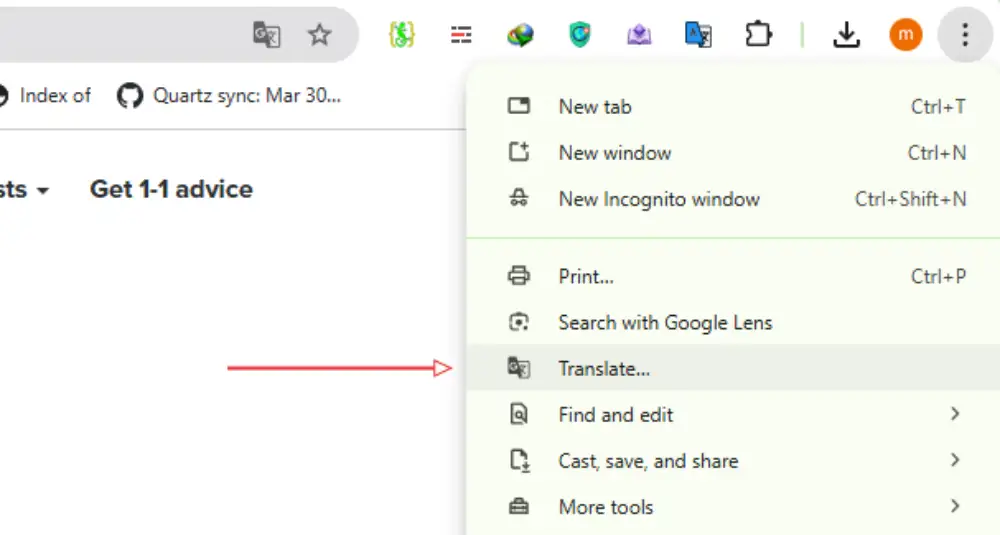 m
Index of
Quartz sync: Mar 30...
sts
Get 1-1 advice
New tab Ctrl+T
New window Ctrl+N
New Incognito window Ctrl+Shift+N
Print... Ctrl+P
Search with Google Lens
Translate...
Find and edit
Cast, save, and share
More tools